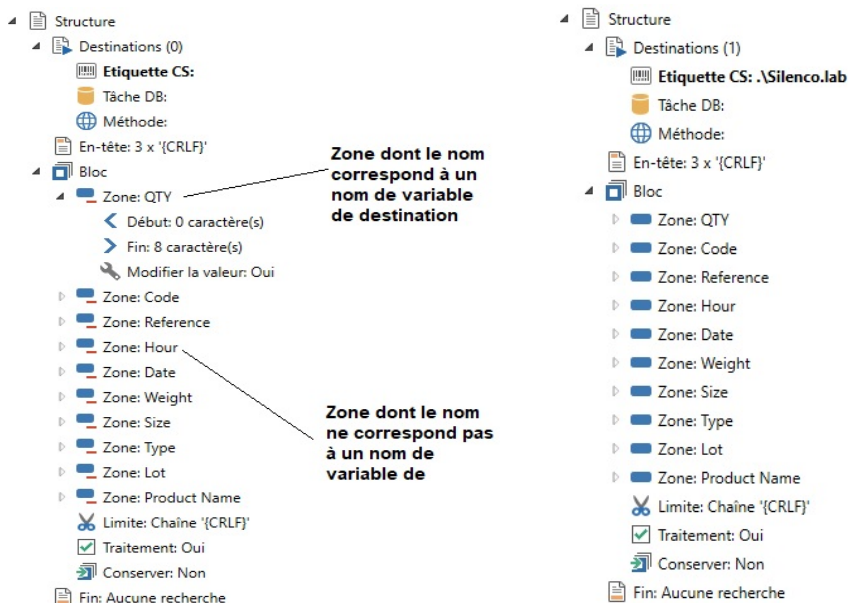 Structure
Destinations (0)
Etiquette CS:
Tâche DB:
Méthode:
En-tête: 3 x '{CRLF}'
Bloc
Zone: QTY
Début: 0 caractère(s)
Fin: 8 caractère(s)
Modifier la valeur: Oui
Zone: Code
Zone: Reference
Zone: Hour
Zone: Date
Zone: Weight
Zone: Size
Zone: Type
Zone: Lot
Zone: Product Name
Limite: Chaîne '{CRLF}'
Traitement: Oui
Conserver: Non
Fin: Aucune recherche
Zone dont le nom
correspond à un
nom de variable
de destination
Zone dont le nom
ne correspond pas
à un nom de
variable de
Structure
Destinations (1)
Etiquette CS: .\Silenco.lab
Tâche DB:
Méthode:
En-tête: 3 x '{CRLF}'
Bloc
Zone: QTY
Zone: Code
Zone: Reference
Zone: Hour
Zone: Date
Zone: Weight
Zone: Size
Zone: Type
Zone: Lot
Zone: Product Name
Limite: Chaîne '{CRLF}'
Traitement: Oui
Conserver: Non
Fin: Aucune recherche